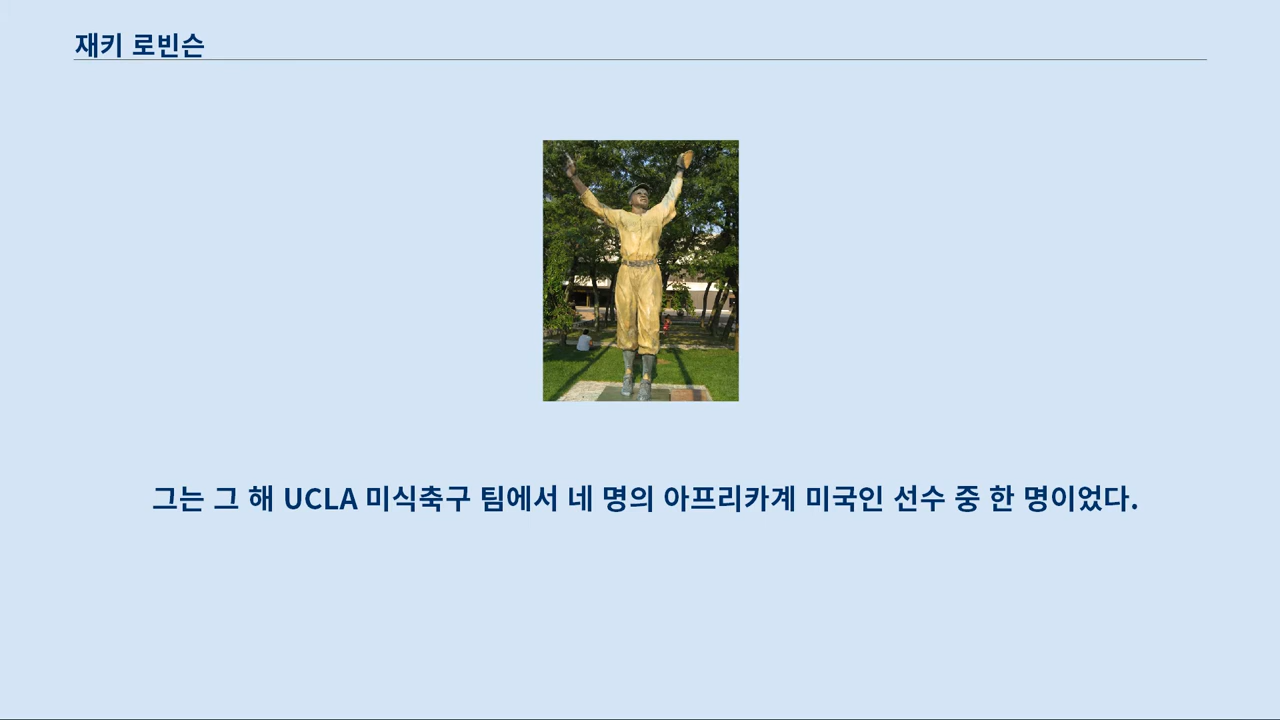 재키 로빈슨
그는 그 해 UCLA 미식축구 팀에서 네 명의 아프리카계 미국인 선수 중 한 명이었다.